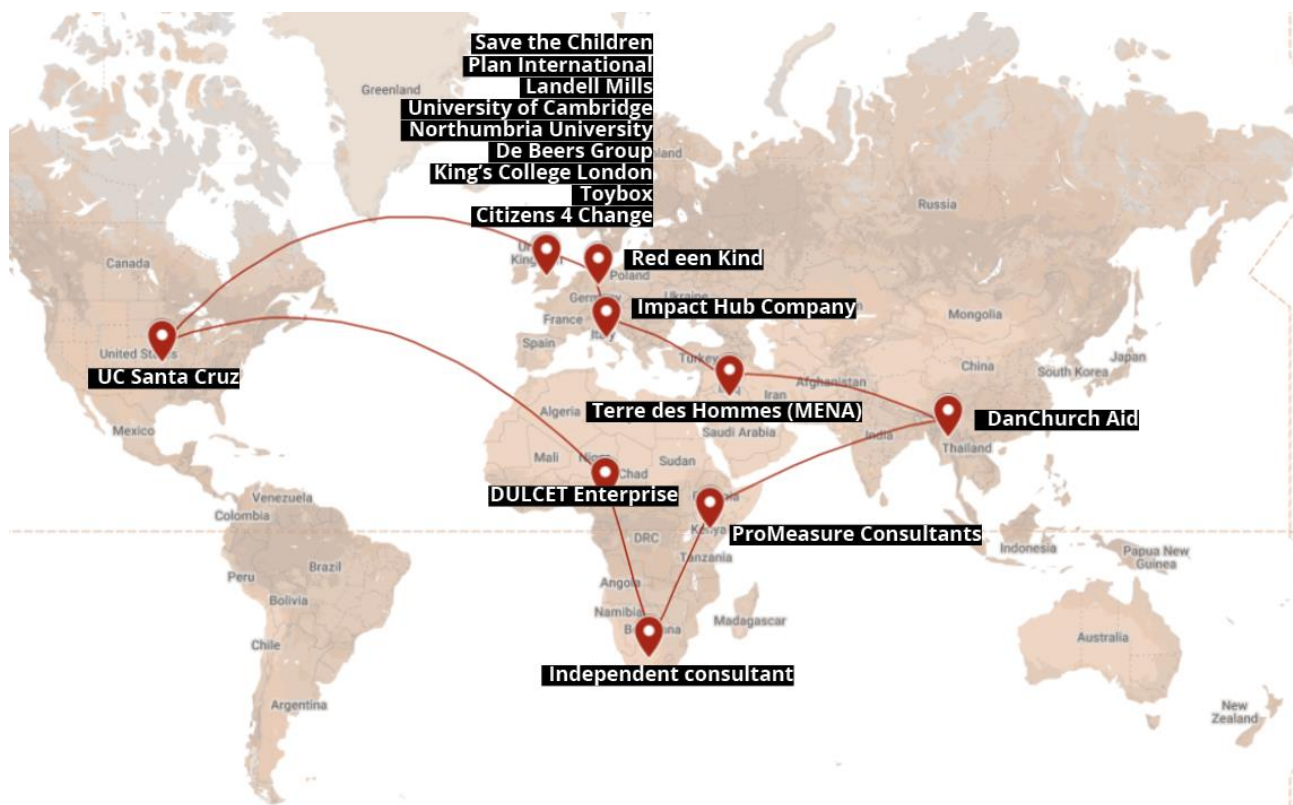 Save the Children
Plan International
Landell Mills
University of Cambridge
Northumbria University
De Beers Group
King's College London
Toybox
Citizens 4 Change
Greenland
Russia
Canada
Red een Kind
Poland
Impact Hub Company
France
Mongolia
United States
Spain
Turkey
China
Japan
South Korea
UC Santa Cruz
Afghanistan
Iran
Terre des Hommes (MENA)
Algeria
DanChurch Aid
Mexico
Saudi Arabia
India
Thailand
Mali
Chad
Sudan
DULCET Enterprise
Venezuela
Colombia
Kenya
ProMeasure Consultants
DRC
Tanzania
Indonesia
Papua New
Guinea
Peru
Brazil
Angola
Bolivia
Namibia
Madagascar
Chile
Australia
Independent consultant
Argentina
New
Zealand